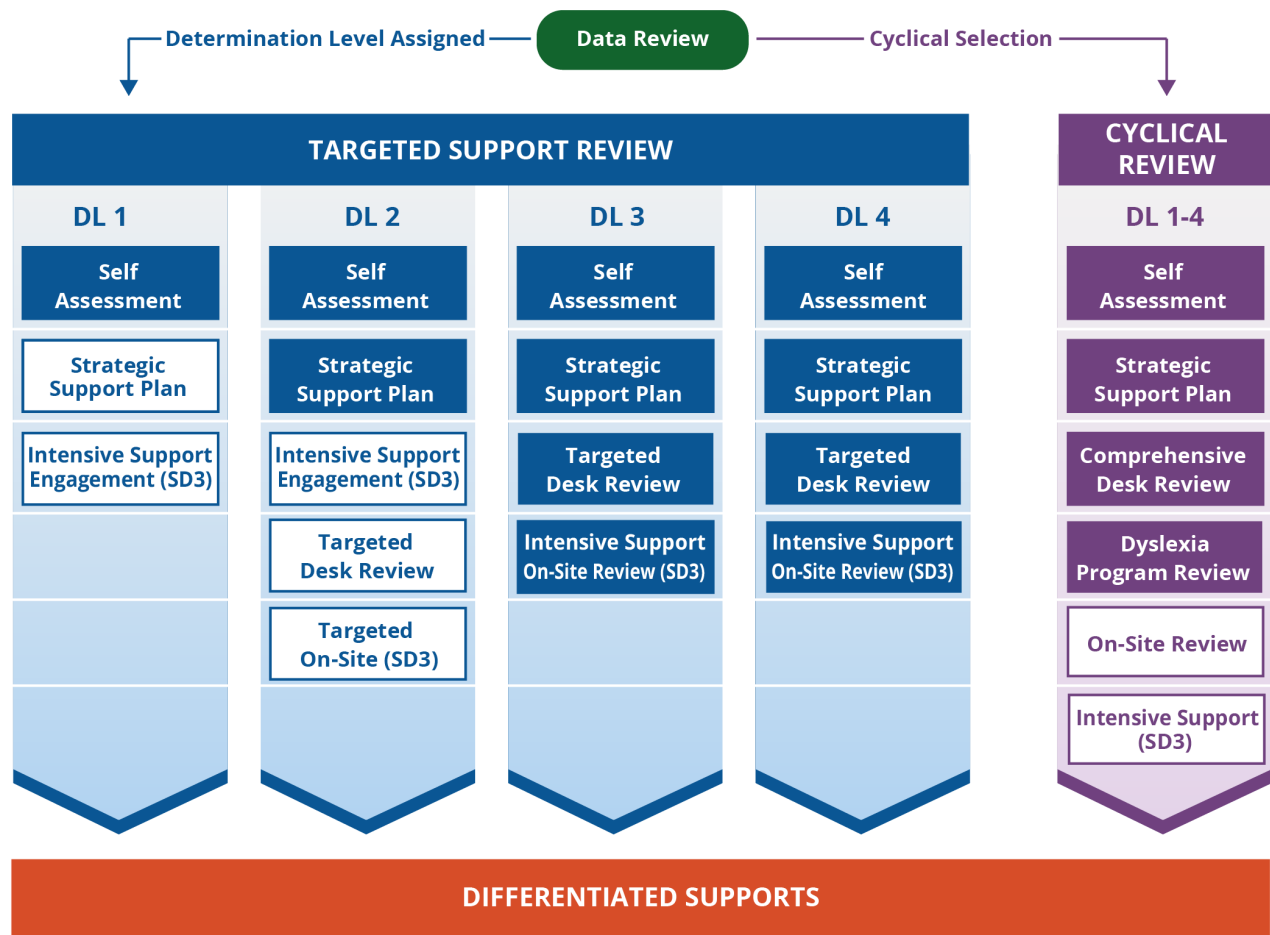 Determination Level Assigned
Data Review
Cyclical Selection
TARGETED SUPPORT REVIEW
DL 1
Self
Assessment
Strategic
Support Plan
Intensive Support
Engagement (SD3)
DL 2
Self
Assessment
Strategic
Support Plan
Intensive Support
Engagement (SD3)
Targeted
Desk Review
Targeted
On-Site (SD3)
DL 3
Self
Assessment
Strategic
Support Plan
Targeted
Desk Review
Intensive Support
On-Site Review (SD3)
DL 4
Self
Assessment
Strategic
Support Plan
Targeted
Desk Review
Intensive Support
On-Site Review (SD3)
CYCLICAL
REVIEW
DL 1-4
Self
Assessment
Strategic
Support Plan
Comprehensive
Desk Review
Dyslexia
Program Review
On-Site Review
Intensive Support
(SD3)
DIFFERENTIATED SUPPORTS